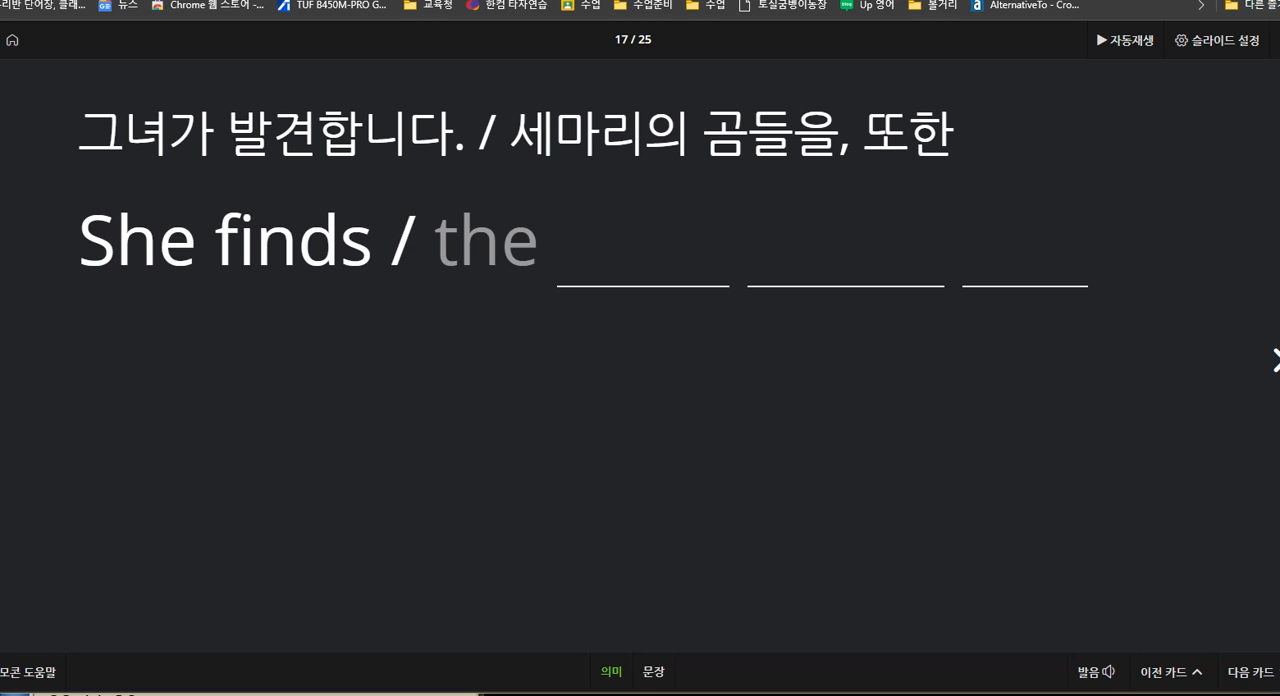 리반 단어장, 클래... 뉴스 Chrome 웹 스토어 -... TUF B450M-PRO G... 교육청 한컴 타자연습 수업 수업준비 수업 토실굼벵이농장 Up 영어 볼거리 AlternativeTo - Cro... 다른 즐
17 / 25
▶ 자동재생 슬라이드 설정
그녀가 발견합니다. / 세마리의 곰들을, 또한
She finds / the
모콘 도움말 의미 문장 발음 이전 카드 다음 카드